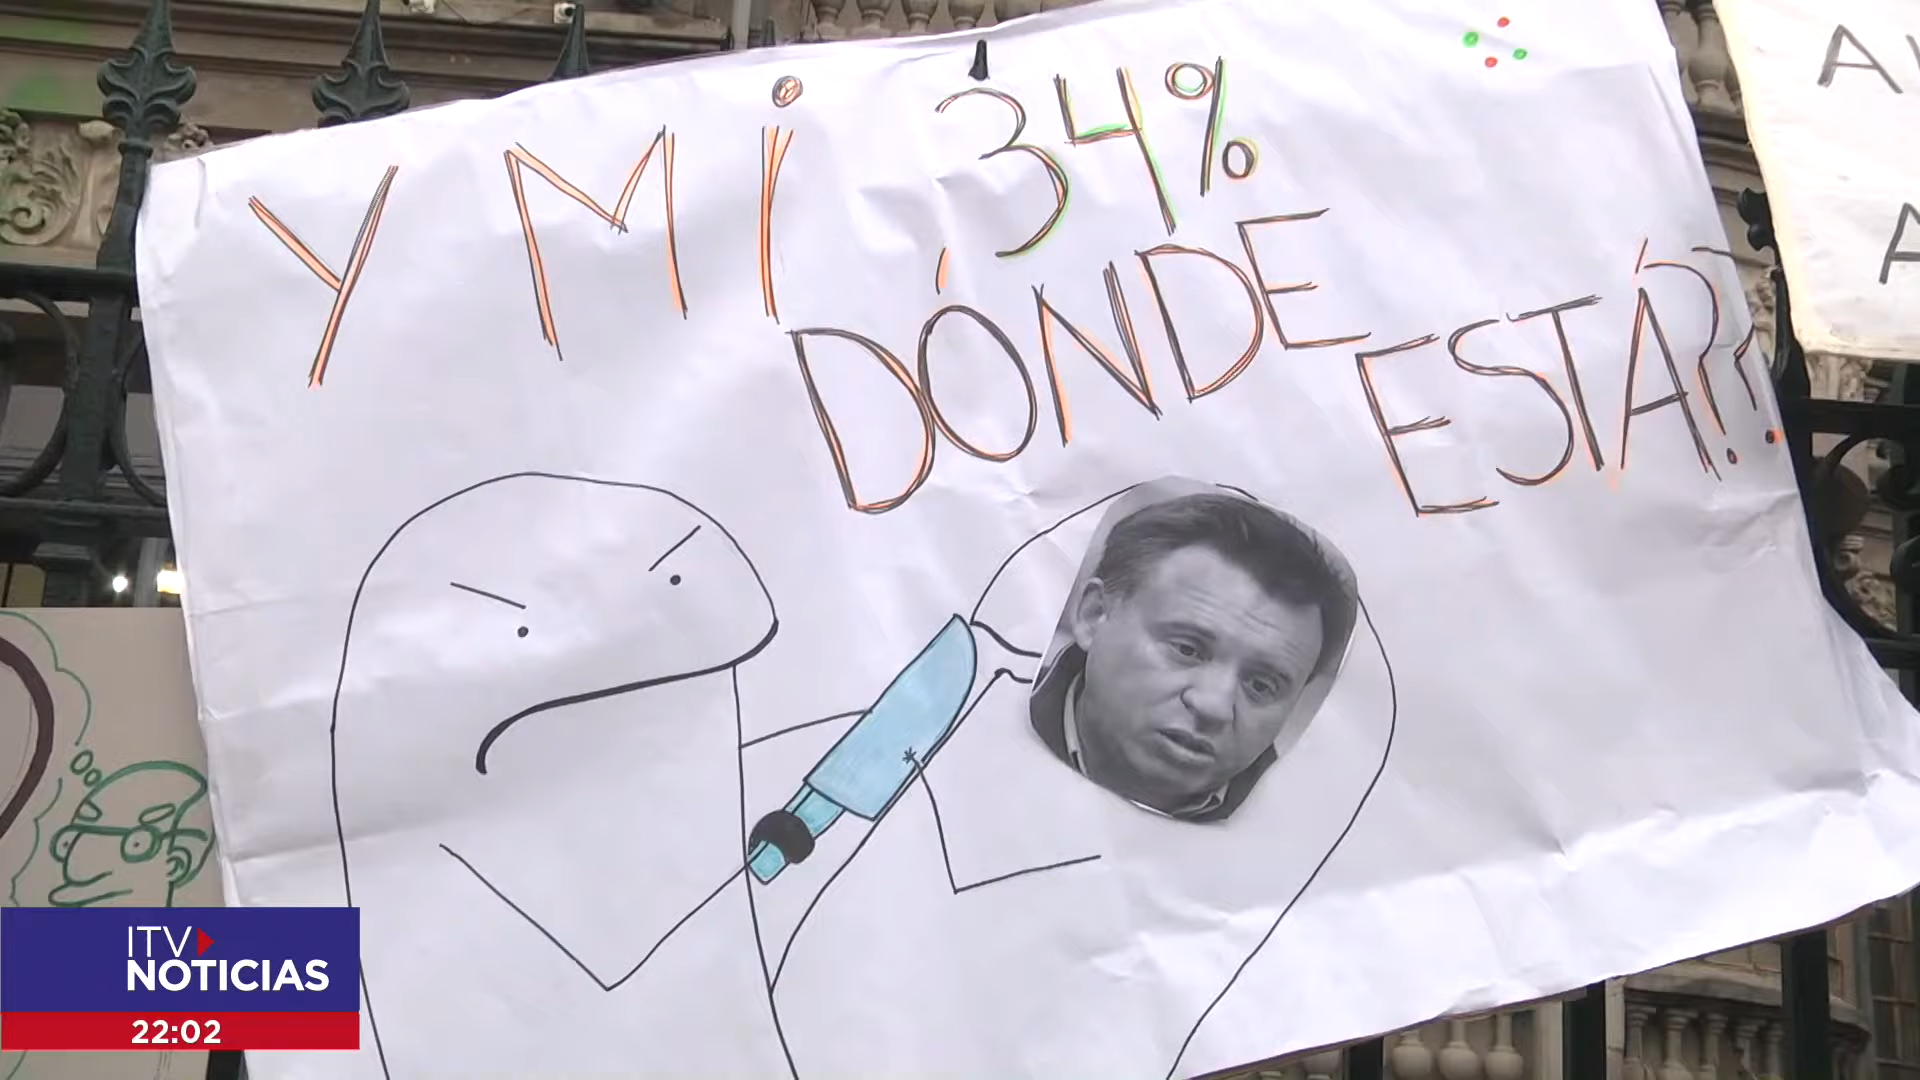 Y MI 34%
DÓNDE
ESTÁ??
ITV
NOTICIAS
22:02